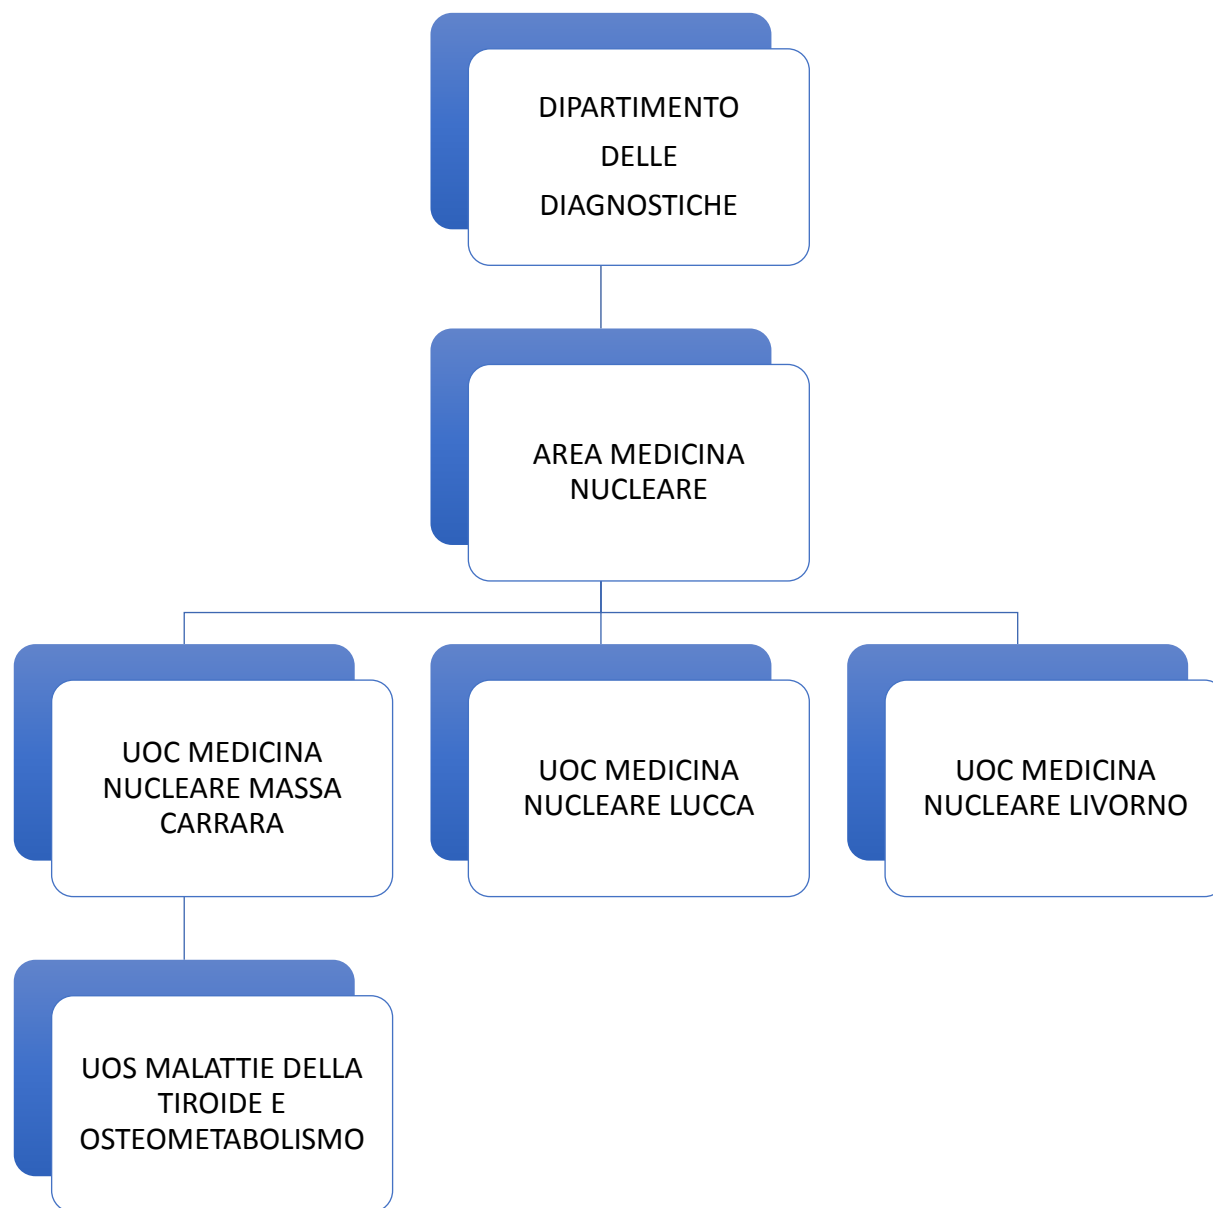 DIPARTIMENTO
DELLE
DIAGNOSTICHE
AREA MEDICINA
NUCLEARE
UOC MEDICINA
NUCLEARE MASSA
CARRARA
UOC MEDICINA
NUCLEARE LUCCA
UOC MEDICINA
NUCLEARE LIVORNO
UOS MALATTIE DELLA
TIROIDE E
OSTEOMETABOLISMO